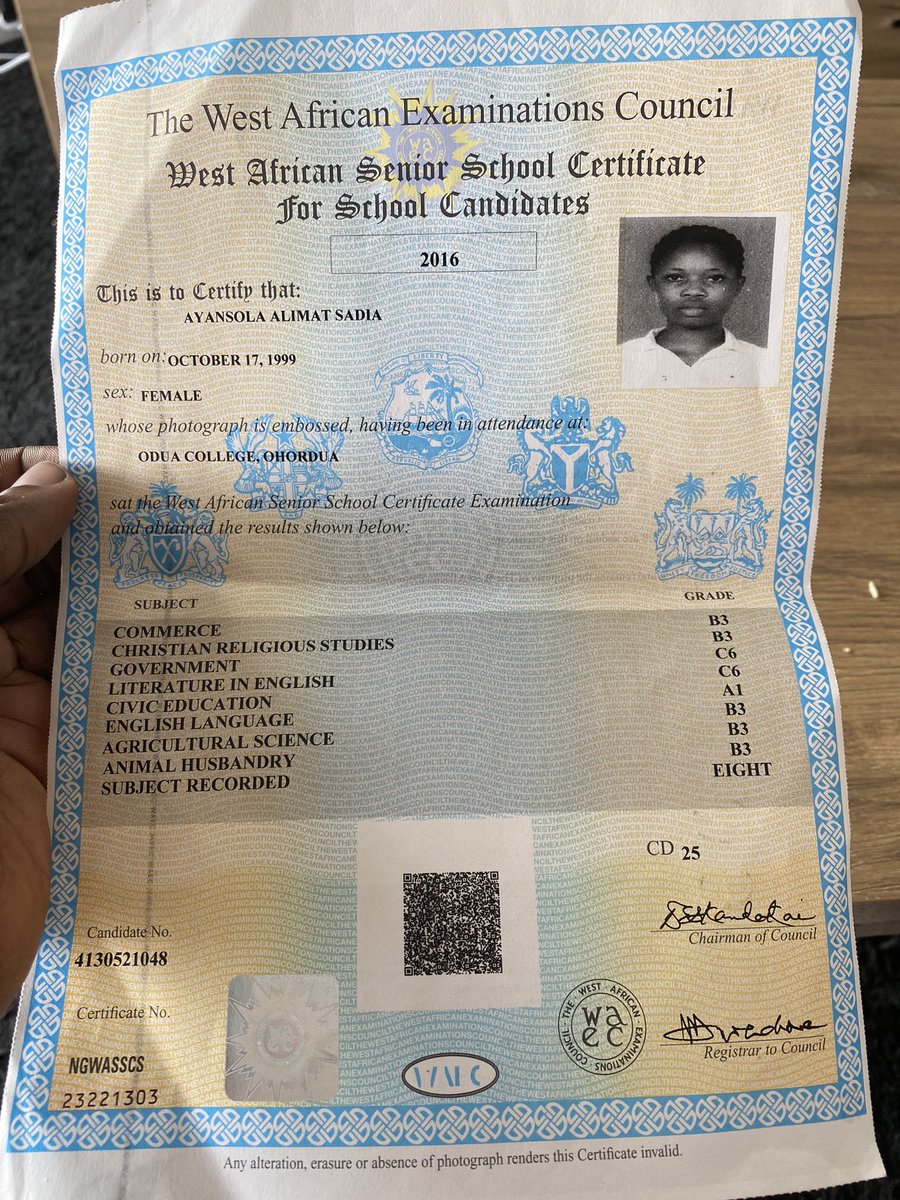 The West African Examinations Council
West African Senior School Certificate
For School Candidates
2016
This is to Certify that:
AYANSOLA ALIMAT SADIA
born on: OCTOBER 17, 1999
sex: FEMALE
whose photograph is embossed, having been in attendance at:
ODUA COLLEGE, OHORDUA
sat the West African Senior School Certificate Examination
and obtained the results shown below:
SUBJECT GRADE
COMMERCE B3
CHRISTIAN RELIGIOUS STUDIES B3
GOVERNMENT C6
LITERATURE IN ENGLISH C6
CIVIC EDUCATION A1
ENGLISH LANGUAGE B3
AGRICULTURAL SCIENCE B3
ANIMAL HUSBANDRY B3
SUBJECT RECORDED EIGHT
CD 25
Chairman of Council
Candidate No.
4130521048
Certificate No.
NGWASSCS
23221303
THE WEST AFRICAN EXAMINATIONS COUNCIL
waec
Registrar to Council
Any alteration, erasure or absence of photograph renders this Certificate invalid.